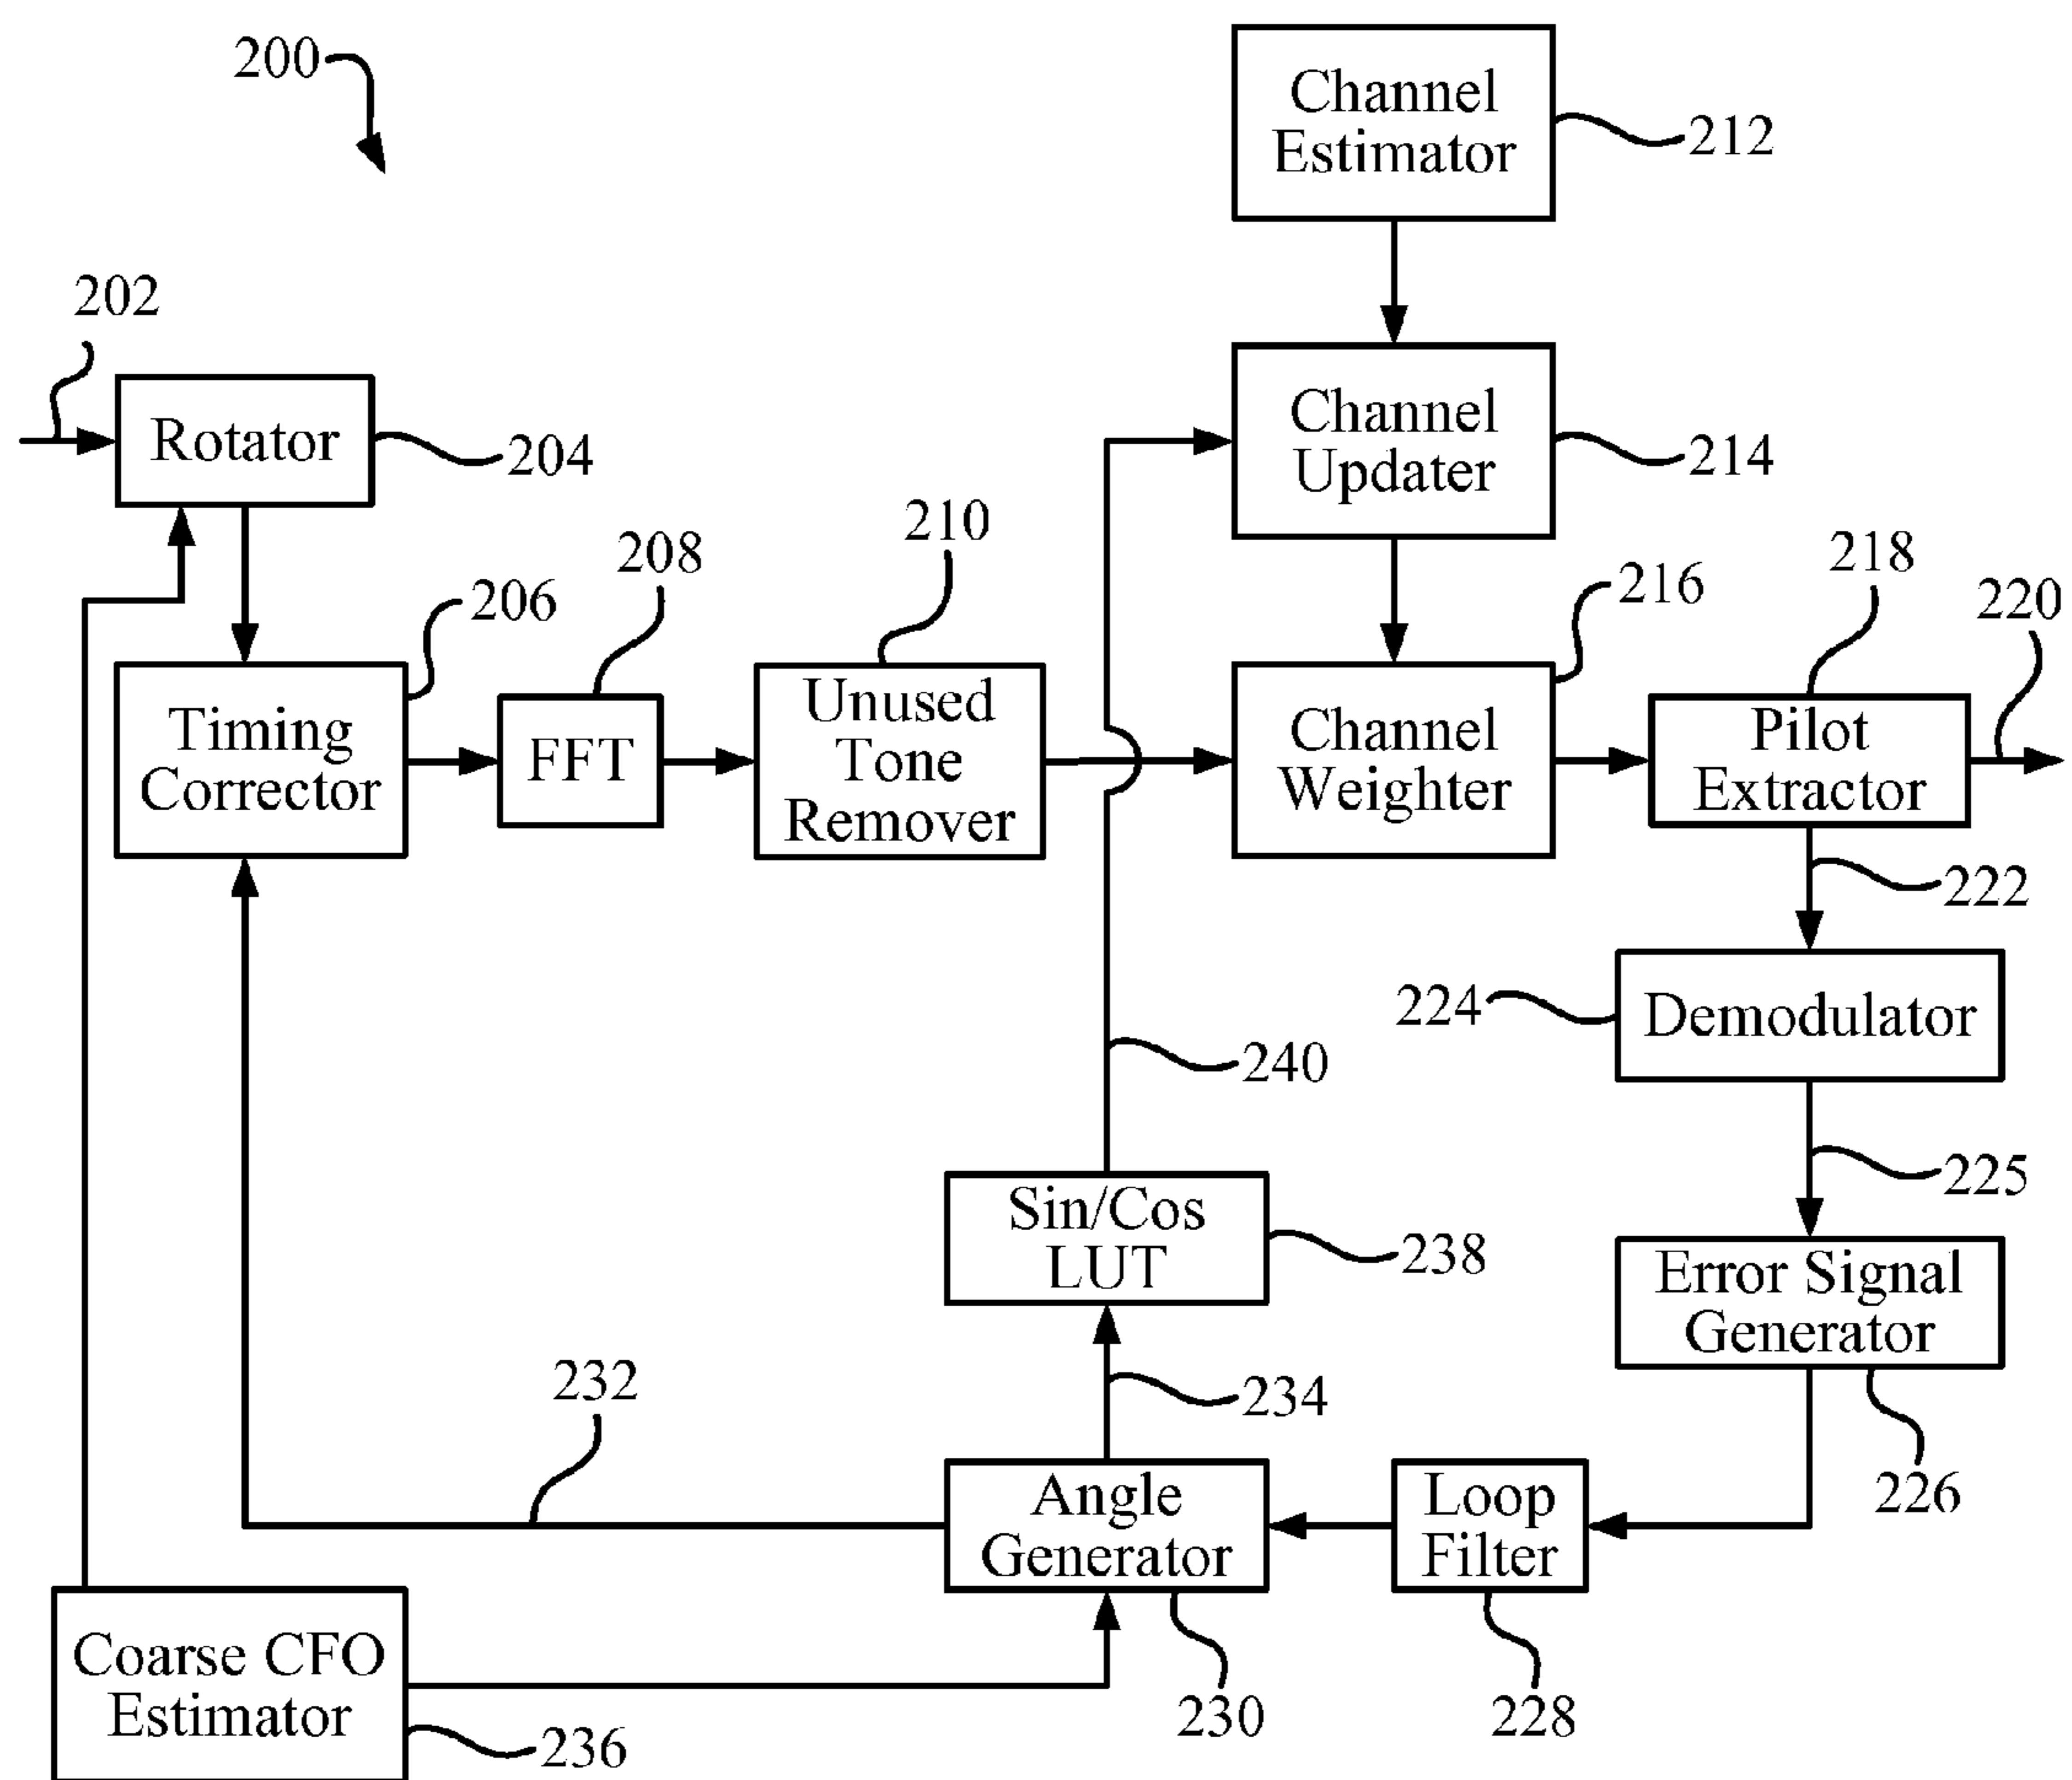 200
Channel
Estimator
212
202
Rotator
204
Channel
Updater
214
210
208
206
218
216
220
Timing
Corrector
FFT
Unused
Tone
Remover
Channel
Weighter
Pilot
Extractor
222
224
Demodulator
240
225
Sin/Cos
LUT
238
Error Signal
Generator
232
234
226
Angle
Generator
Loop
Filter
Coarse CFO
Estimator
230
228
236